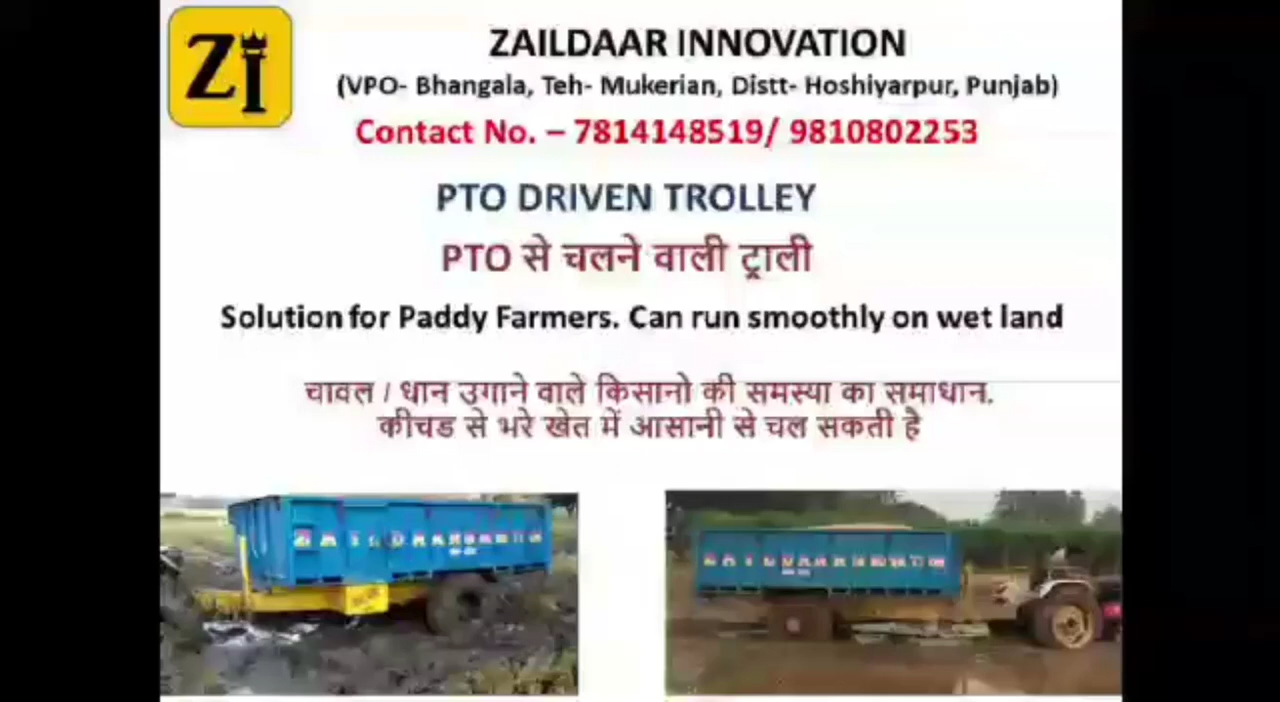 ZI
ZAILDAAR INNOVATION
(VPO- Bhangala, Teh- Mukerian, Distt- Hoshiyarpur, Punjab)
Contact No. – 7814148519/ 9810802253
PTO DRIVEN TROLLEY
PTO से चलने वाली ट्राली
Solution for Paddy Farmers. Can run smoothly on wet land
चावल / धान उगाने वाले किसानो की समस्या का समाधान.
कीचड से भरे खेत में आसानी से चल सकती है